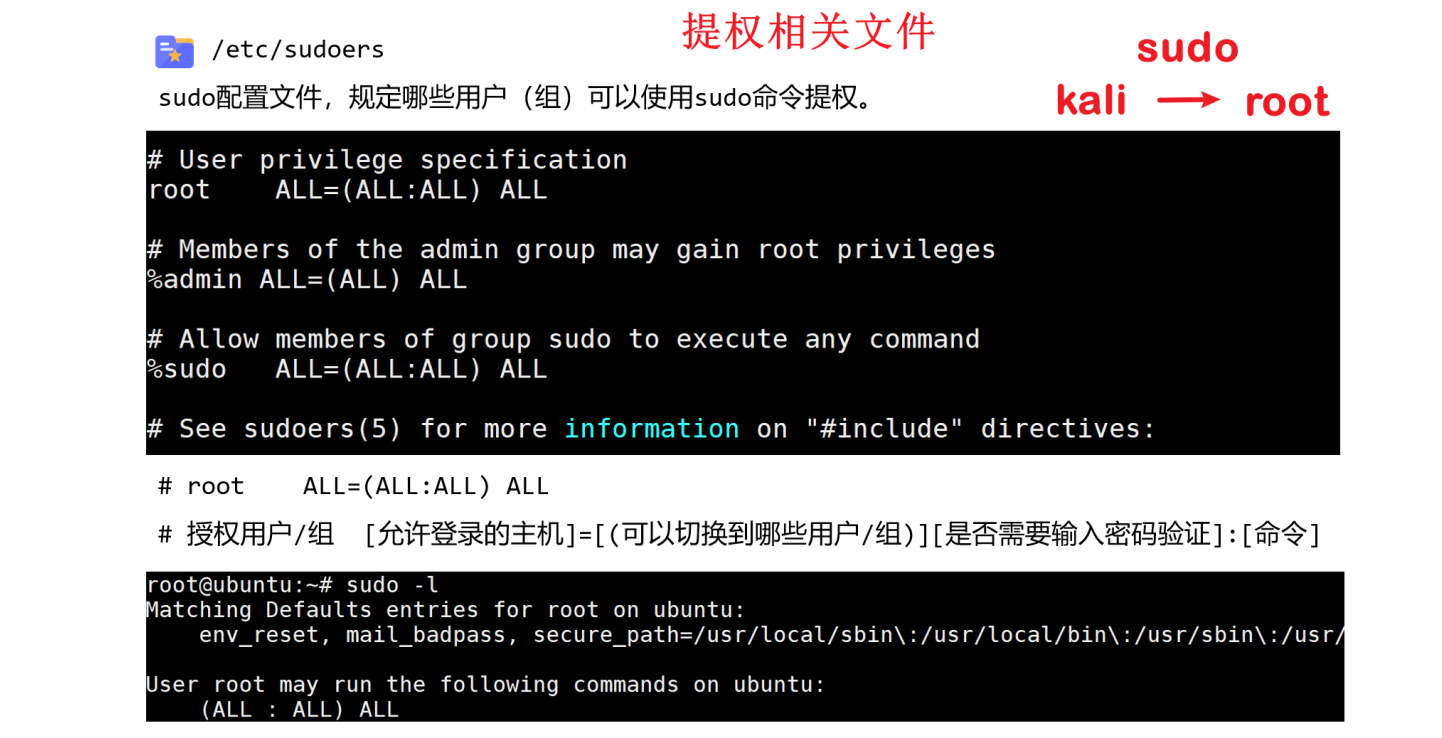 提权相关文件
/etc/sudoers
sudo
sudo配置文件，规定哪些用户（组）可以使用sudo命令提权。
kali → root
# User privilege specification
root    ALL=(ALL:ALL) ALL
# Members of the admin group may gain root privileges
%admin ALL=(ALL) ALL
# Allow members of group sudo to execute any command
%sudo   ALL=(ALL:ALL) ALL
# See sudoers(5) for more information on "#include" directives:
# root    ALL=(ALL:ALL) ALL
# 授权用户/组  [允许登录的主机]=[(可以切换到哪些用户/组)][是否需要输入密码验证]:[命令]
root@ubuntu:~# sudo -l
Matching Defaults entries for root on ubuntu:
    env_reset, mail_badpass, secure_path=/usr/local/sbin\:/usr/local/bin\:/usr/sbin\:/usr/
User root may run the following commands on ubuntu:
    (ALL : ALL) ALL